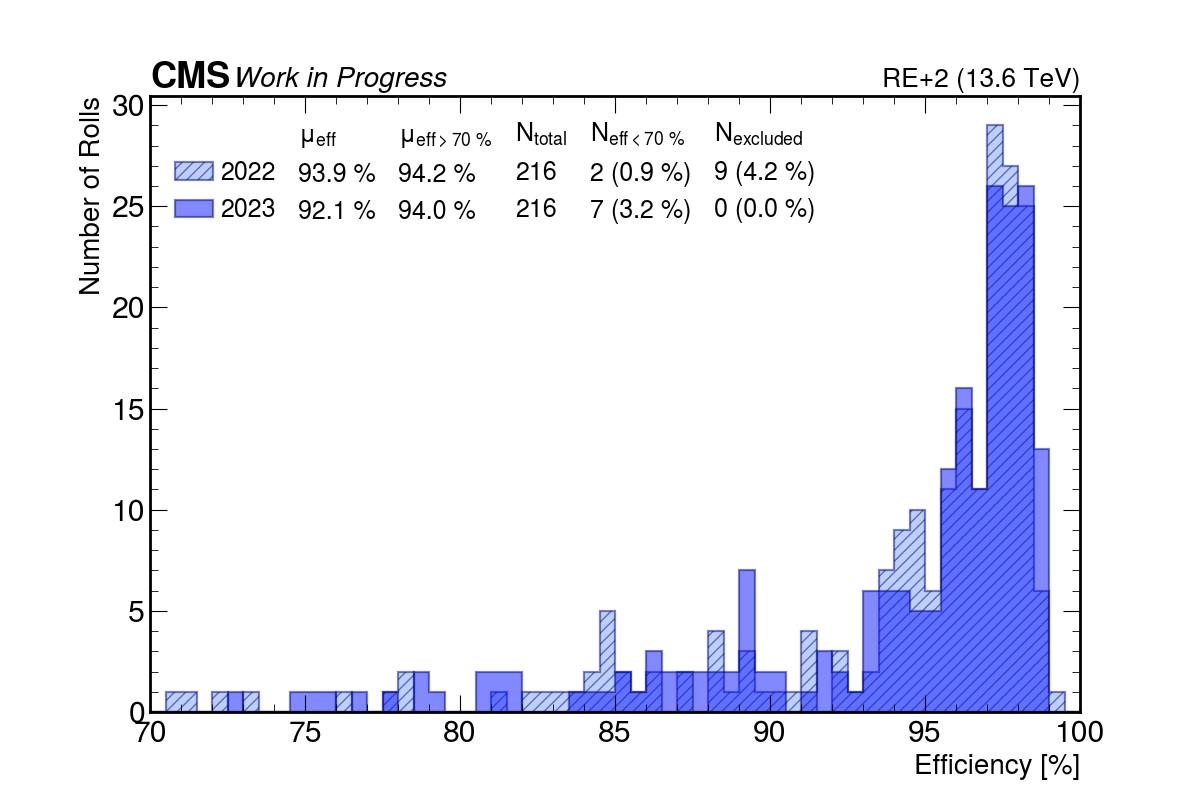 CMS Work in Progress RE+2 (13.6 TeV)
Number of Rolls
μeff μeff > 70 % Ntotal Neff < 70 % Nexcluded
2022 93.9 % 94.2 % 216 2 (0.9 %) 9 (4.2 %)
2023 92.1 % 94.0 % 216 7 (3.2 %) 0 (0.0 %)
30
25
20
15
10
5
0
70 75 80 85 90 95 100
Efficiency [%]